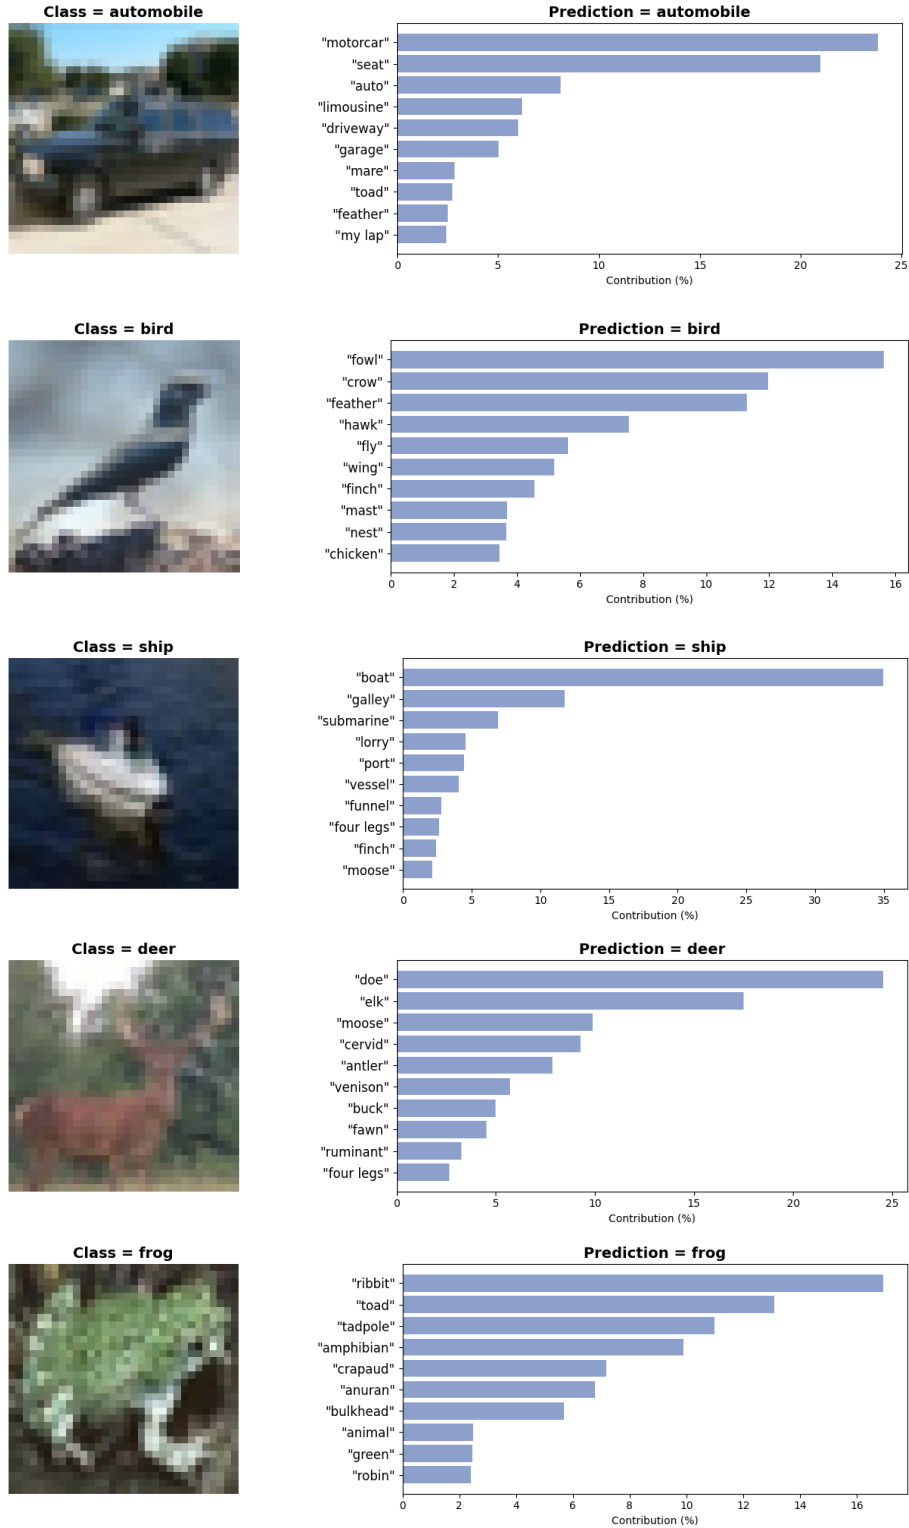 Class = automobile
Prediction = automobile
"motorcar"
"seat"
"auto"
"limousine"
"driveway"
"garage"
"mare"
"toad"
"feather"
"my lap"
0 5 10 15 20 25
Contribution (%)
Class = bird
Prediction = bird
"fowl"
"crow"
"feather"
"hawk"
"fly"
"wing"
"finch"
"mast"
"nest"
"chicken"
0 2 4 6 8 10 12 14 16
Contribution (%)
Class = ship
Prediction = ship
"boat"
"galley"
"submarine"
"lorry"
"port"
"vessel"
"funnel"
"four legs"
"finch"
"moose"
0 5 10 15 20 25 30 35
Contribution (%)
Class = deer
Prediction = deer
"doe"
"elk"
"moose"
"cervid"
"antler"
"venison"
"buck"
"fawn"
"ruminant"
"four legs"
0 5 10 15 20 25
Contribution (%)
Class = frog
Prediction = frog
"ribbit"
"toad"
"tadpole"
"amphibian"
"crapaud"
"anuran"
"bulkhead"
"animal"
"green"
"robin"
0 2 4 6 8 10 12 14 16
Contribution (%)